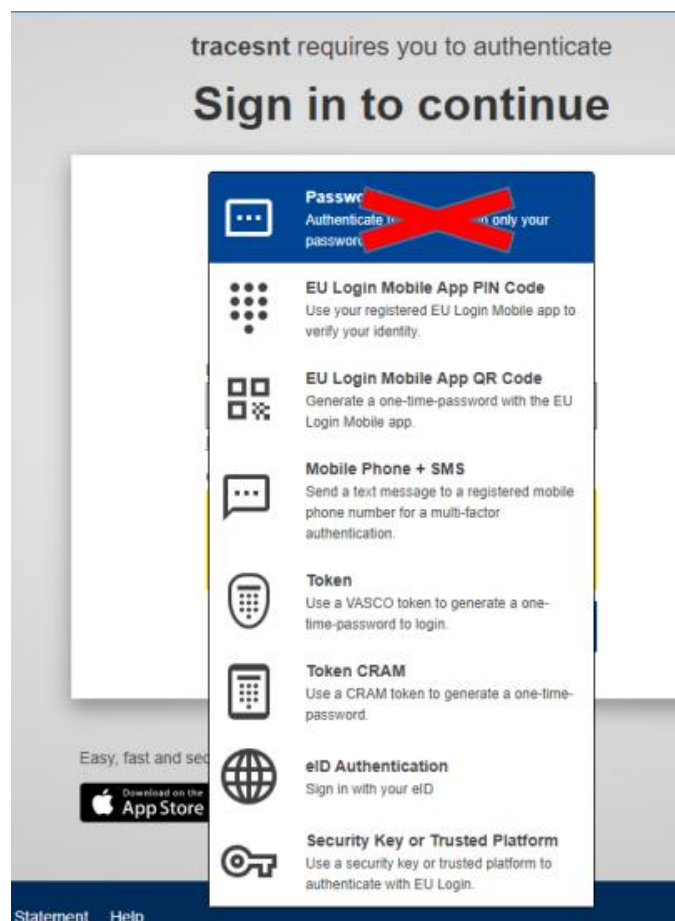 tracesnt requires you to authenticate
Sign in to continue
Authenticate only your
EU Login Mobile App PIN Code
Use your registered EU Login Mobile app to
verify your identity.
EU Login Mobile App QR Code
Generate a one-time-password with the EU
Login Mobile app.
Mobile Phone + SMS
Send a text message to a registered mobile
phone number for a multi-factor
authentication.
Token
Use a VASCO token to generate a one-
time-password to login.
Token CRAM
Use a CRAM token to generate a one-time-
password.
eID Authentication
Sign in with your eID
Security Key or Trusted Platform
Use a security key or trusted platform to
authenticate with EU Login.
Easy, fast and
Download on the
App Store
Statement Help